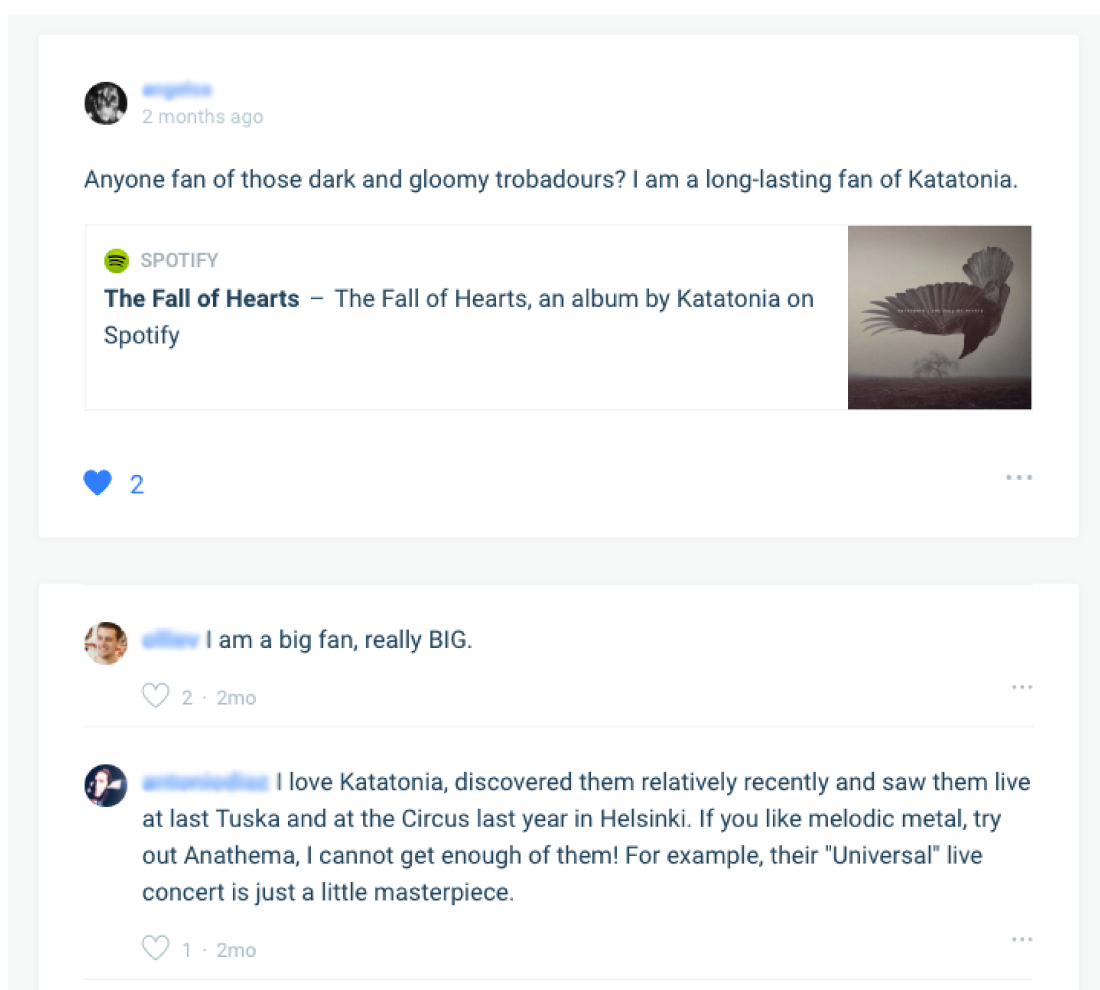 2 months ago
Anyone fan of those dark and gloomy trobadours? I am a long-lasting fan of Katatonia.
SPOTIFY
The Fall of Hearts – The Fall of Hearts, an album by Katatonia on
Spotify
2
I am a big fan, really BIG.
2 · 2mo
I love Katatonia, discovered them relatively recently and saw them live
at last Tuska and at the Circus last year in Helsinki. If you like melodic metal, try
out Anathema, I cannot get enough of them! For example, their "Universal" live
concert is just a little masterpiece.
1 · 2mo